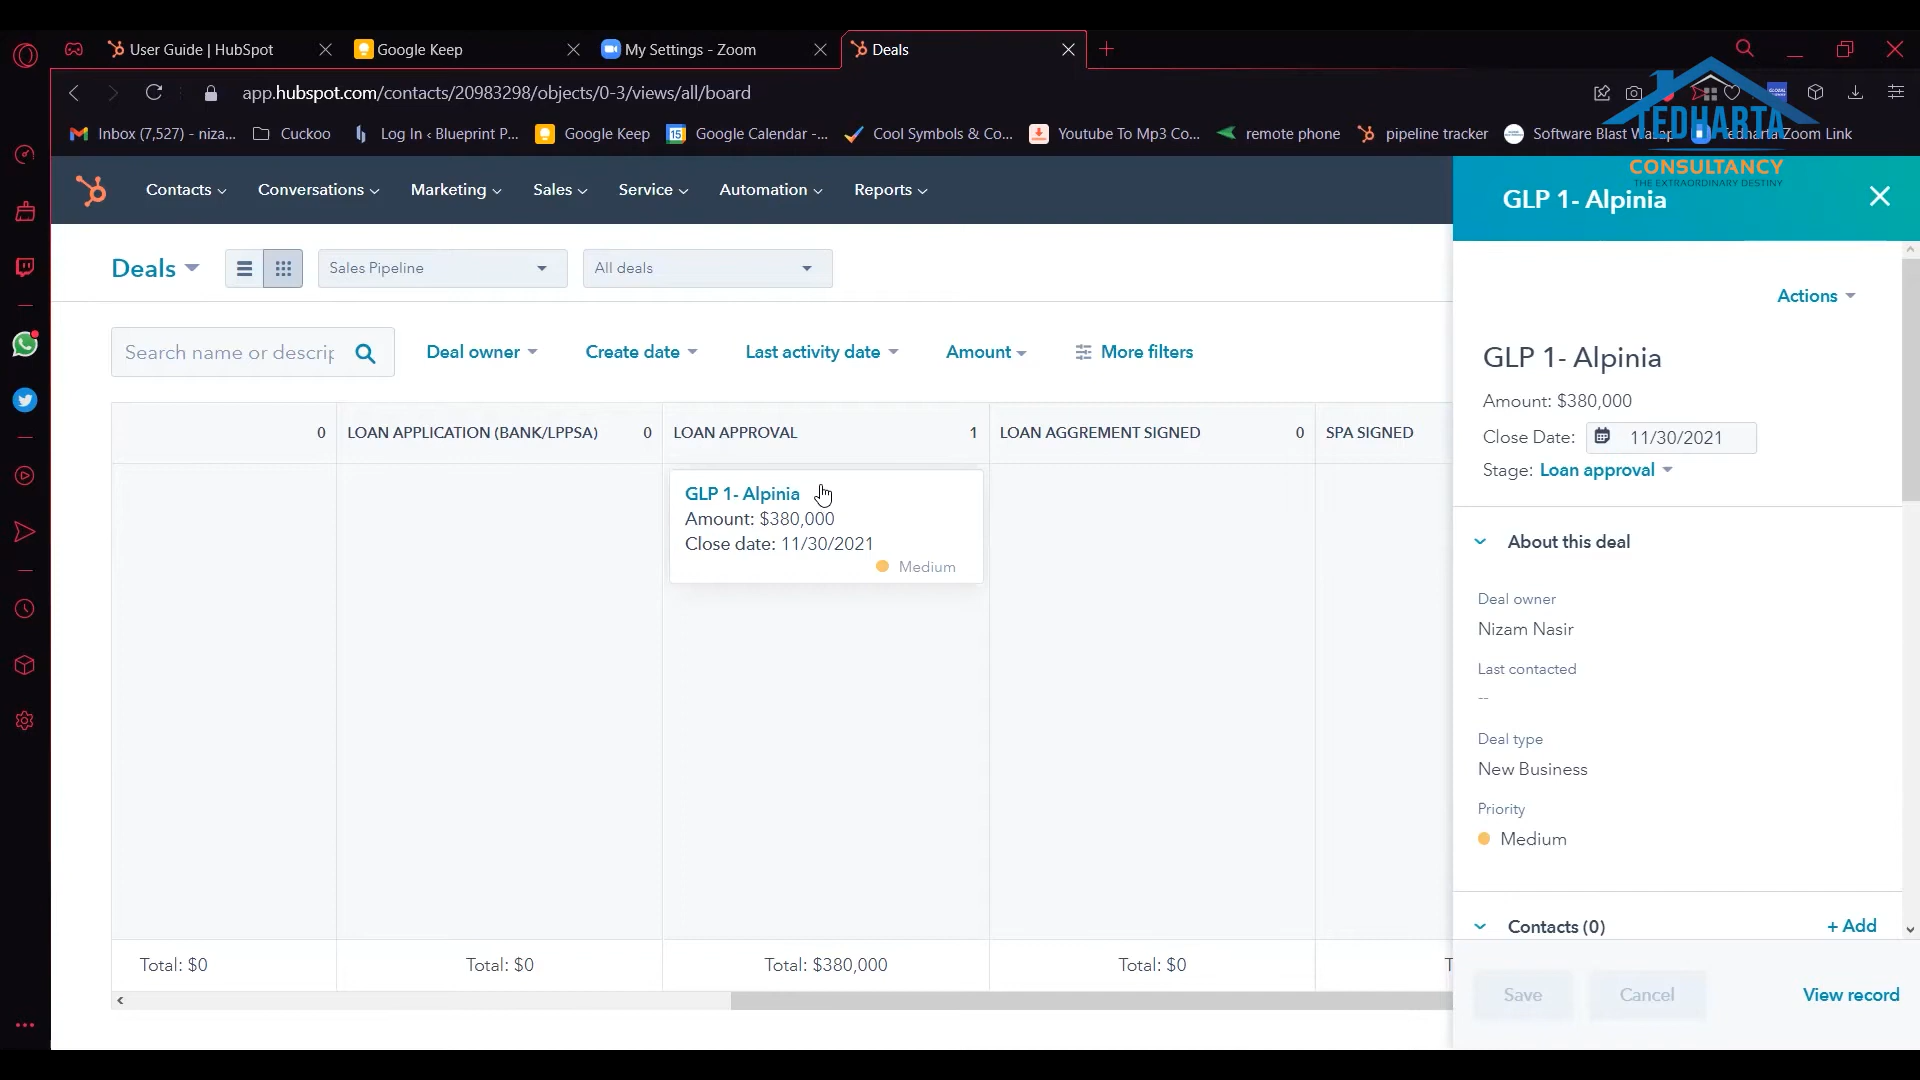 User Guide | HubSpot
Google Keep
My Settings - Zoom
Deals
app.hubspot.com/contacts/20983298/objects/0-3/views/all/board
Inbox (7,527) - niza...
Cuckoo
Log In ‹ Blueprint P...
Google Keep
15
Google Calendar -...
Cool Symbols & Co...
Youtube To Mp3 Co...
remote phone
pipeline tracker
Software Blast Wasap
Tedharta Zoom Link
TEDHARTA
CONSULTANCY
THE EXTRAORDINARY DESTINY
Contacts
Conversations
Marketing
Sales
Service
Automation
Reports
GLP 1- Alpinia
Deals
Sales Pipeline
All deals
Actions
Search name or descrip
Deal owner
Create date
Last activity date
Amount
More filters
GLP 1- Alpinia
Amount: $380,000
Close Date: 11/30/2021
Stage: Loan approval
0
LOAN APPLICATION (BANK/LPPSA) 0
LOAN APPROVAL 1
LOAN AGGREMENT SIGNED 0
SPA SIGNED
GLP 1- Alpinia
Amount: $380,000
Close date: 11/30/2021
Medium
About this deal
Deal owner
Nizam Nasir
Last contacted
--
Deal type
New Business
Priority
Medium
Contacts (0)
+ Add
Total: $0
Total: $0
Total: $380,000
Total: $0
Save
Cancel
View record